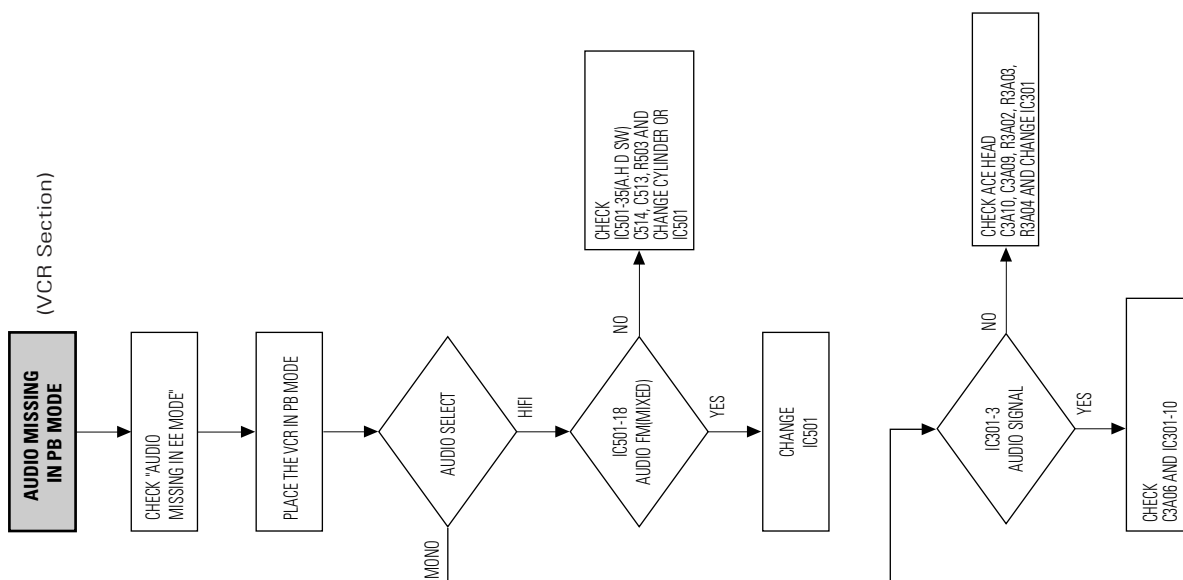 (VCR Section)
AUDIO MISSING
IN PB MODE
CHECK "AUDIO
MISSING IN EE MODE"
PLACE THE VCR IN PB MODE
AUDIO SELECT
MONO
HIFI
IC501-18
AUDIO FM(MIXED)
NO
CHECK
IC501-35(A.H D SW)
C514, C513, R503 AND
CHANGE CYLINDER OR
IC501
YES
CHANGE
IC501
IC301-3
AUDIO SIGNAL
NO
CHECK ACE HEAD
C3A10, C3A09, R3A02, R3A03,
R3A04 AND CHANGE IC301
YES
CHECK
C3A06 AND IC301-10